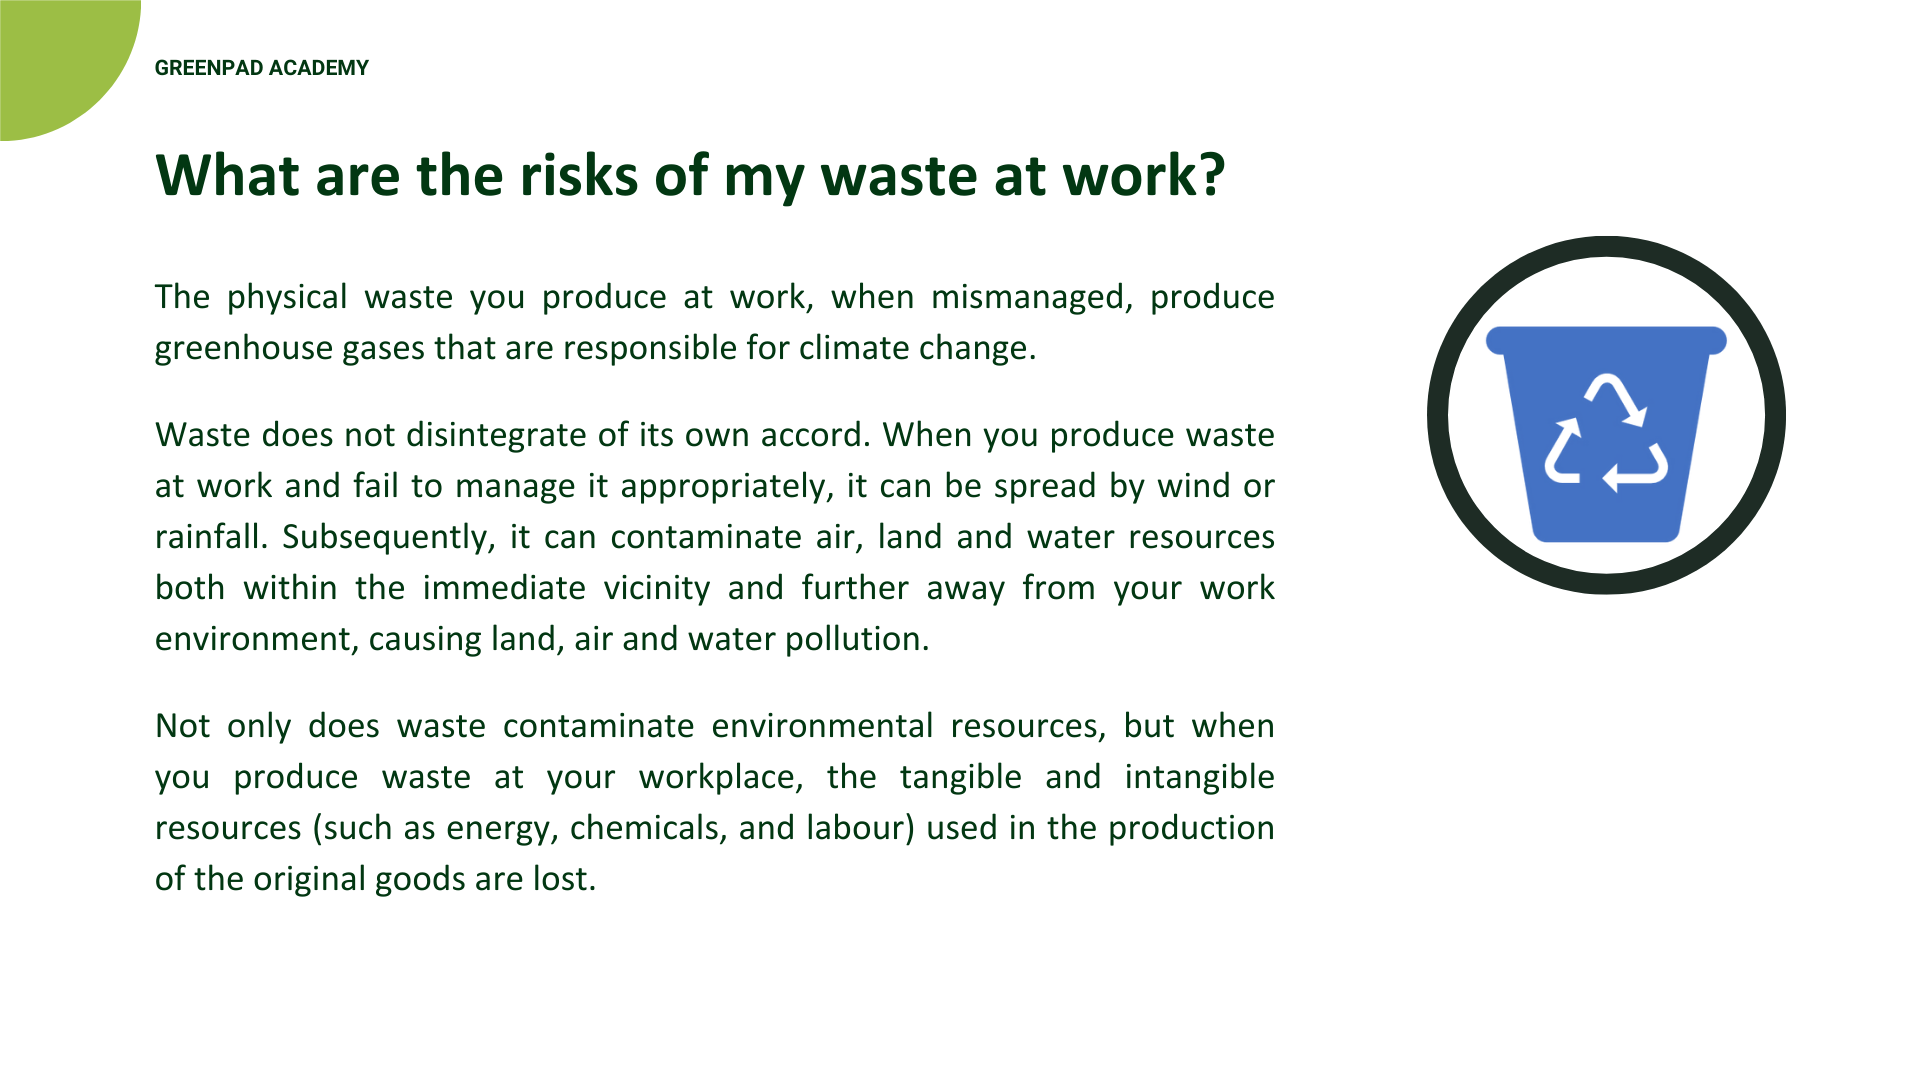 GREENPAD ACADEMY
What are the risks of my waste at work?
The physical waste you produce at work, when mismanaged, produce
greenhouse gases that are responsible for climate change.
Waste does not disintegrate of its own accord. When you produce waste
at work and fail to manage it appropriately, it can be spread by wind or
rainfall. Subsequently, it can contaminate air, land and water resources
both within the immediate vicinity and further away from your work
environment, causing land, air and water pollution.
Not only does waste contaminate environmental resources, but when
you produce waste at your workplace, the tangible and intangible
resources (such as energy, chemicals, and labour) used in the production
of the original goods are lost.